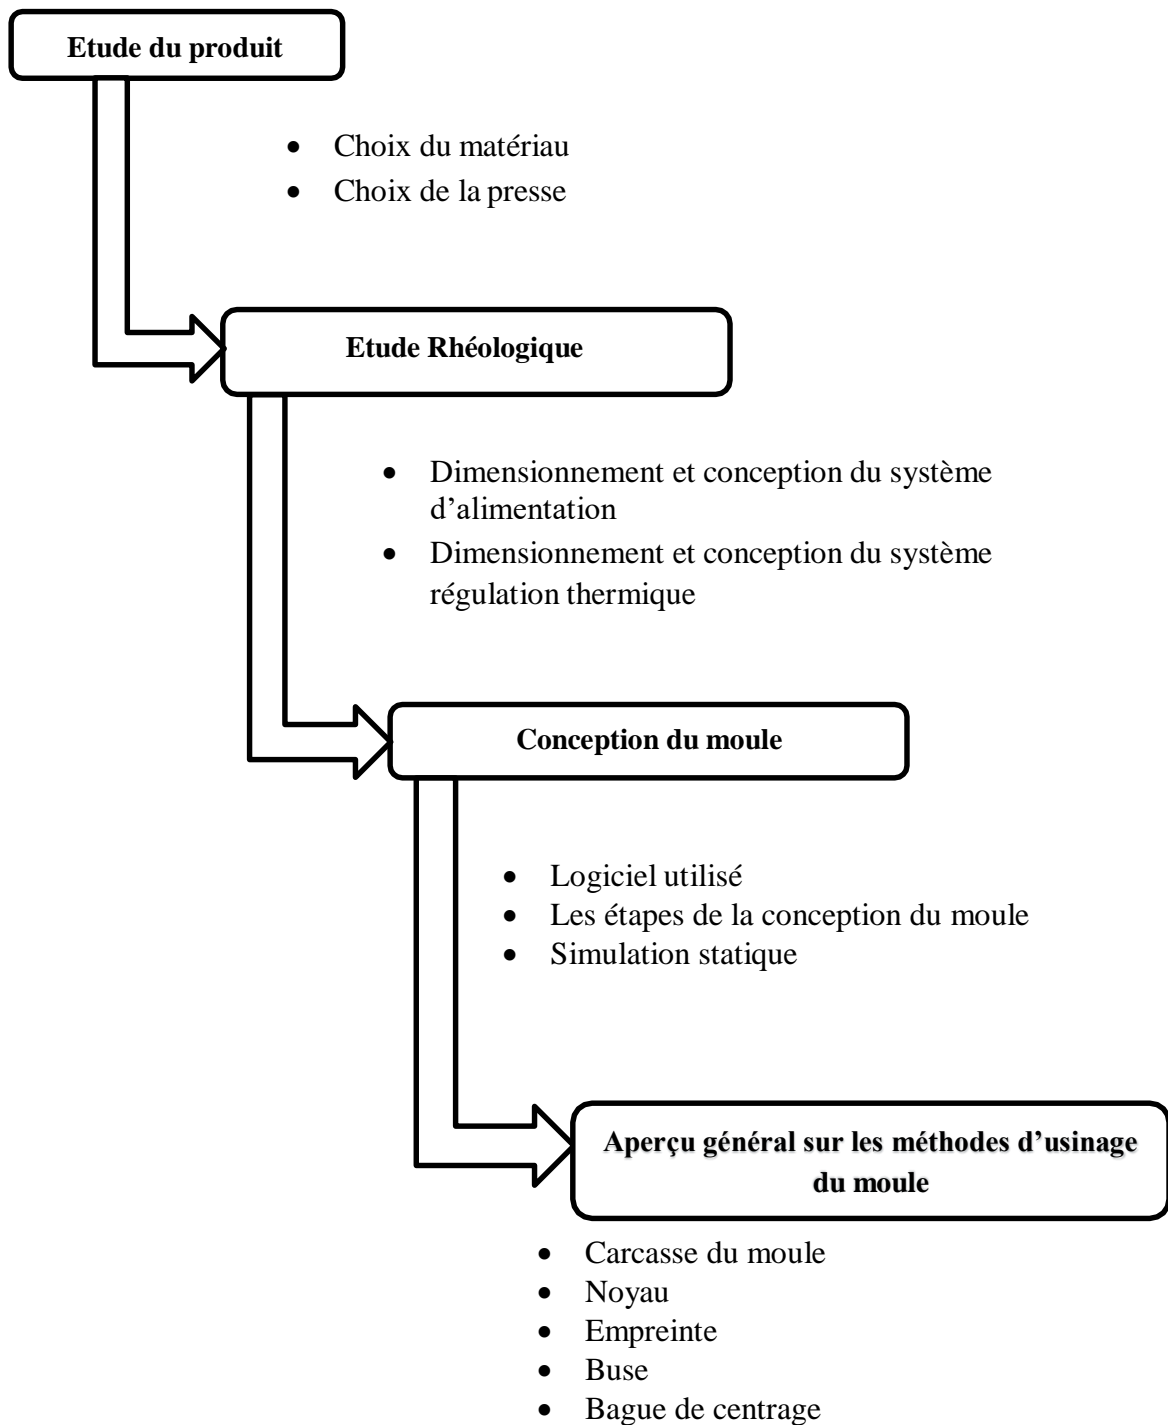 Etude du produit
• Choix du matériau
• Choix de la presse
Etude Rhéologique
• Dimensionnement et conception du système
d’alimentation
• Dimensionnement et conception du système
régulation thermique
Conception du moule
• Logiciel utilisé
• Les étapes de la conception du moule
• Simulation statique
Aperçu général sur les méthodes d’usinage
du moule
• Carcasse du moule
• Noyau
• Empreinte
• Buse
• Bague de centrage